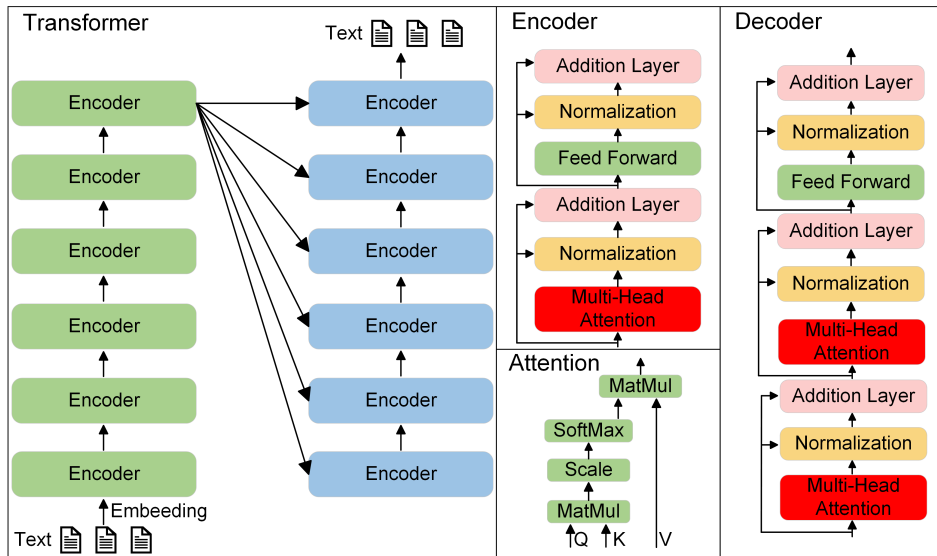 Transformer
Text
Encoder
Encoder
Encoder
Encoder
Encoder
Encoder
Embeeding
Text
Encoder
Encoder
Encoder
Encoder
Encoder
Encoder
Encoder
Addition Layer
Normalization
Feed Forward
Addition Layer
Normalization
Multi-Head
Attention
Attention
MatMul
SoftMax
Scale
MatMul
Q K V
Decoder
Addition Layer
Normalization
Feed Forward
Addition Layer
Normalization
Multi-Head
Attention
Addition Layer
Normalization
Multi-Head
Attention